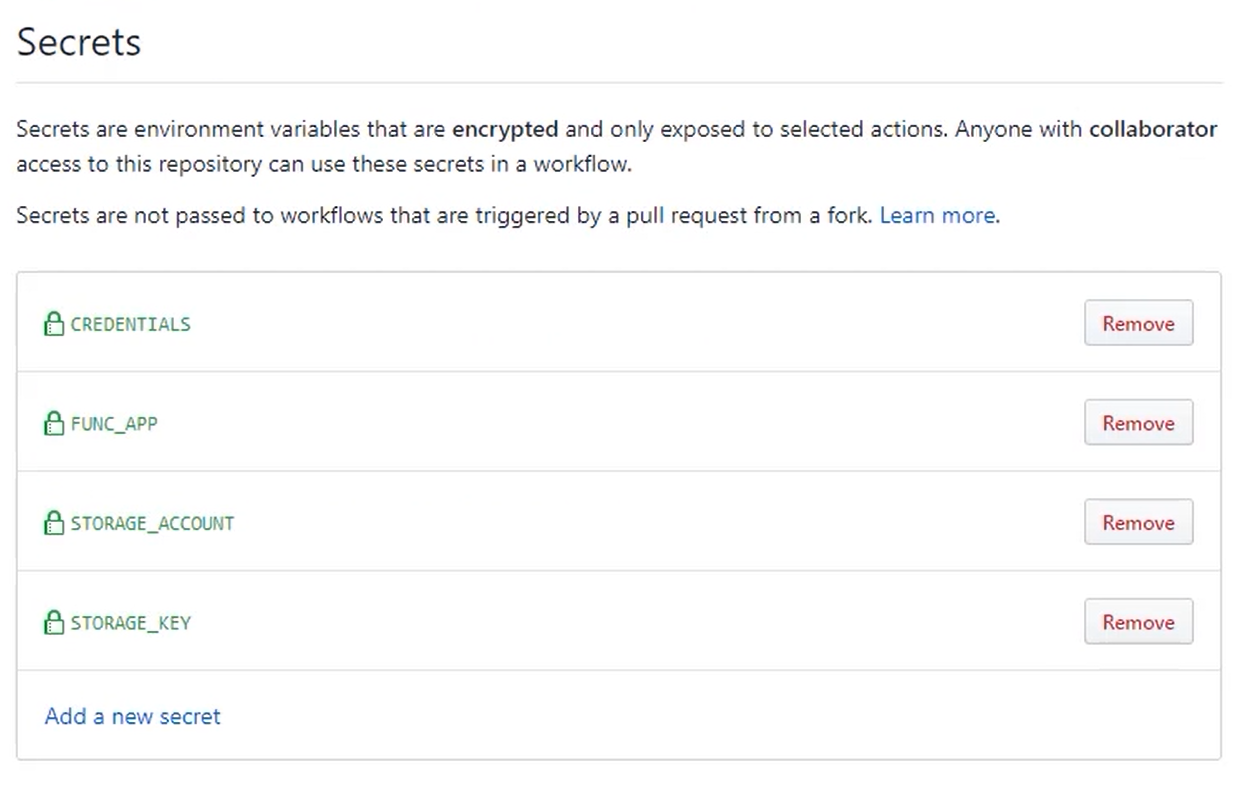 Secrets
Secrets are environment variables that are encrypted and only exposed to selected actions. Anyone with collaborator
access to this repository can use these secrets in a workflow.
Secrets are not passed to workflows that are triggered by a pull request from a fork. Learn more.
CREDENTIALS Remove
FUNC_APP Remove
STORAGE_ACCOUNT Remove
STORAGE_KEY Remove
Add a new secret